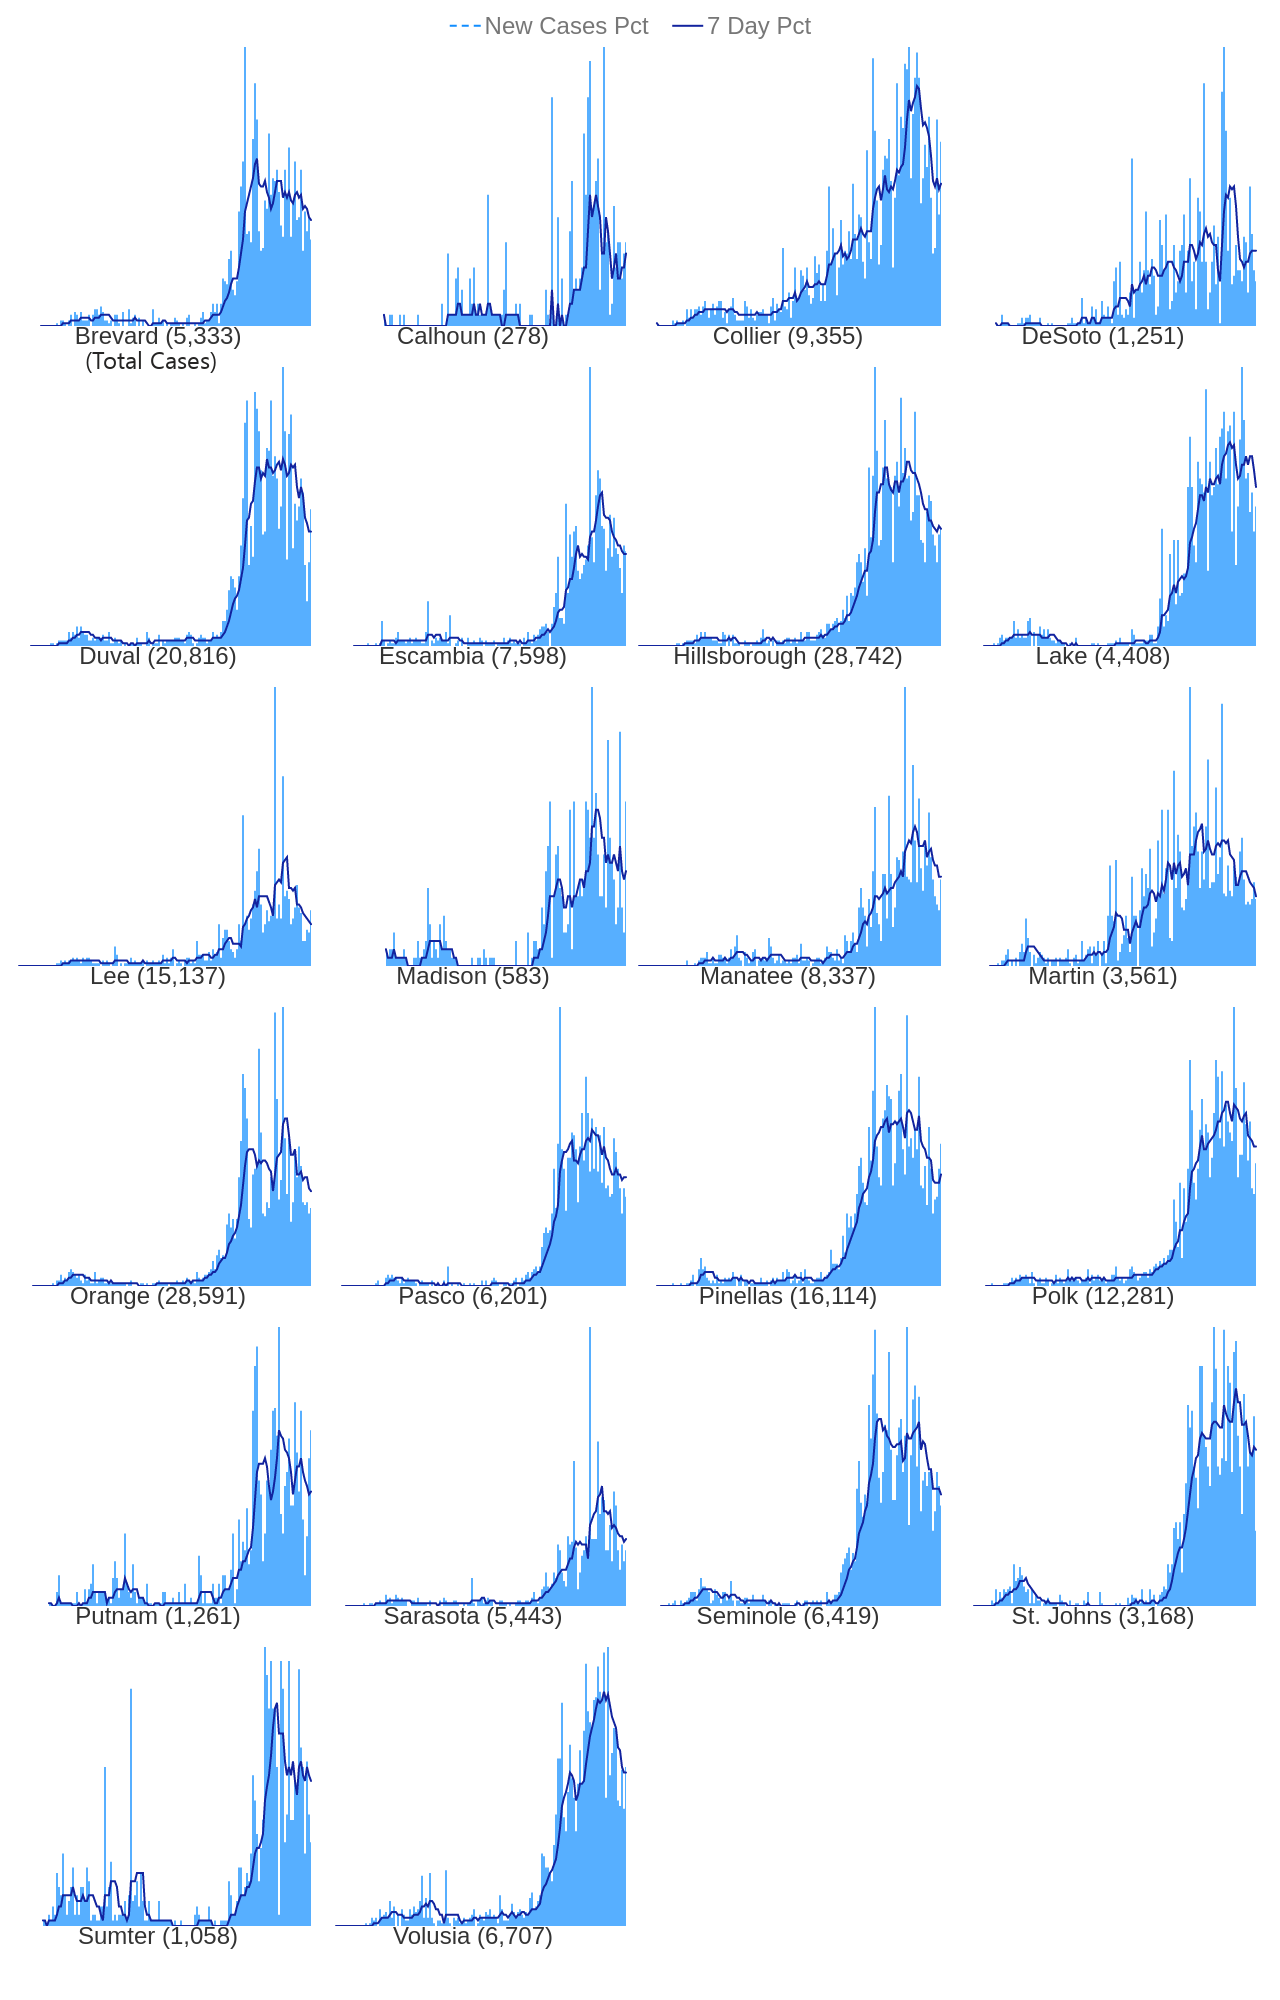 New Cases Pct 7 Day Pct
Brevard (5,333) Calhoun (278) Collier (9,355) DeSoto (1,251)
(Total Cases)
Duval (20,816) Escambia (7,598) Hillsborough (28,742) Lake (4,408)
Lee (15,137) Madison (583) Manatee (8,337) Martin (3,561)
Orange (28,591) Pasco (6,201) Pinellas (16,114) Polk (12,281)
Putnam (1,261) Sarasota (5,443) Seminole (6,419) St. Johns (3,168)
Sumter (1,058) Volusia (6,707)